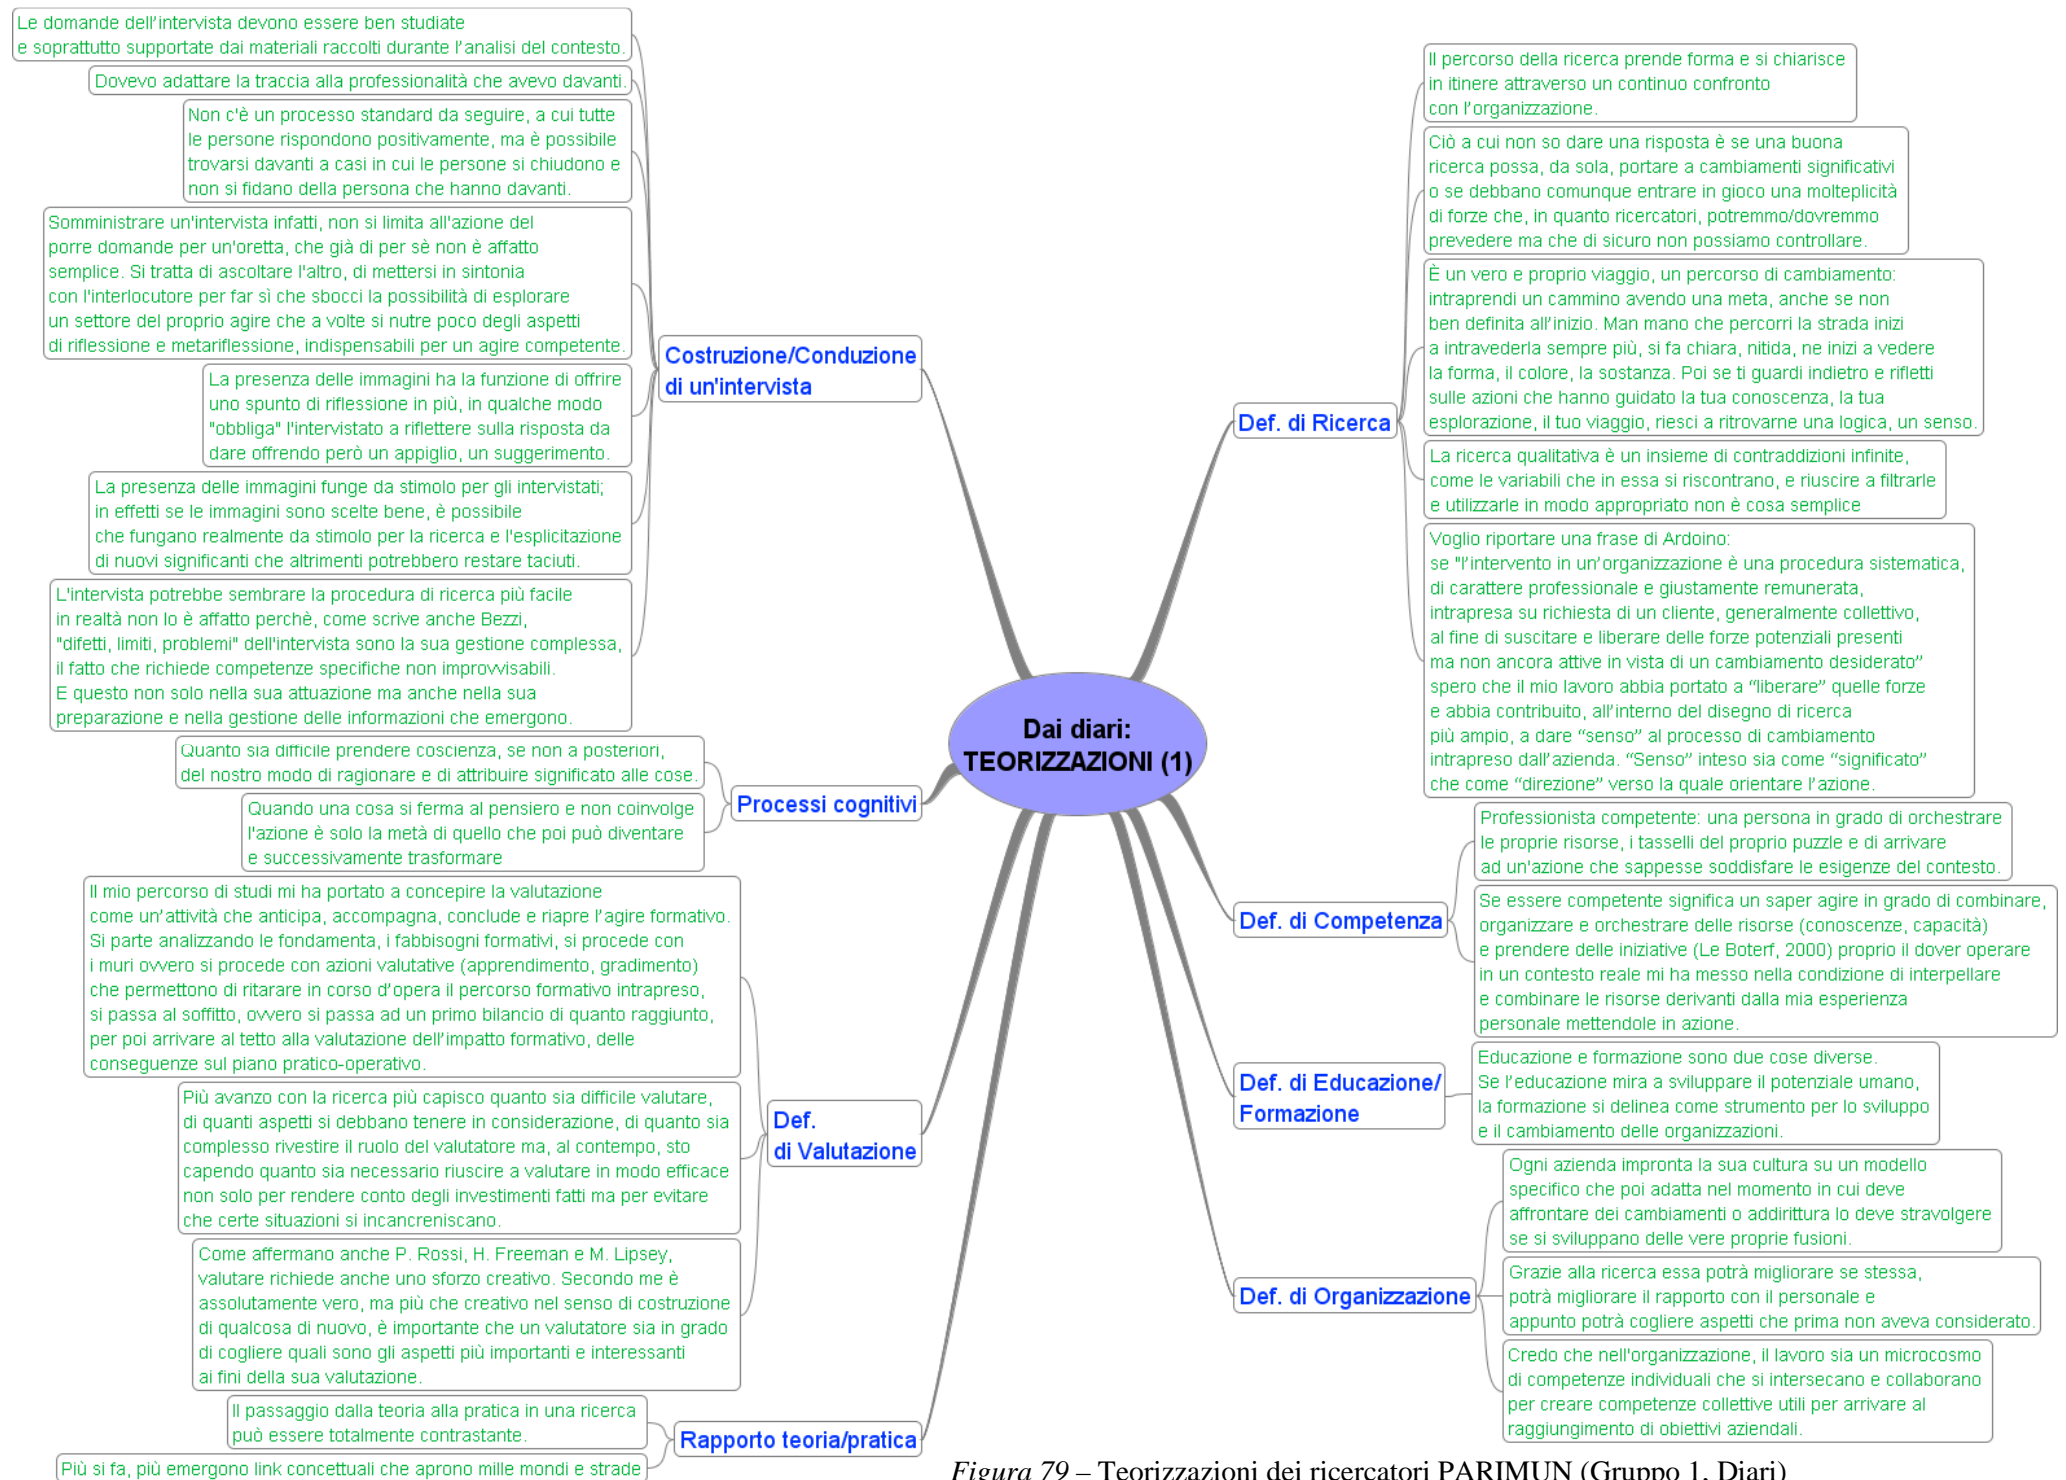 Le domande dell'intervista devono essere ben studiate
e soprattutto supportate dai materiali raccolti durante l'analisi del contesto.
Dovevo adattare la traccia alla professionalità che avevo davanti.
Non c'è un processo standard da seguire, a cui tutte
le persone rispondono positivamente, ma è possibile
trovarsi davanti a casi in cui le persone si chiudono e
non si fidano della persona che hanno davanti.
Somministrare un'intervista infatti, non si limita all'azione del
porre domande per un'oretta, che già di per sè non è affatto
semplice. Si tratta di ascoltare l'altro, di mettersi in sintonia
con l'interlocutore per far sì che sbocci la possibilità di esplorare
un settore del proprio agire che a volte si nutre poco degli aspetti
di riflessione e metariflessione, indispensabili per un agire competente.
La presenza delle immagini ha la funzione di offrire
uno spunto di riflessione in più, in qualche modo
"obbliga" l'intervistato a riflettere sulla risposta da
dare offrendo però un appiglio, un suggerimento.
La presenza delle immagini funge da stimolo per gli intervistati;
in effetti se le immagini sono scelte bene, è possibile
che fungano realmente da stimolo per la ricerca e l'esplicitazione
di nuovi significanti che altrimenti potrebbero restare taciuti.
L'intervista potrebbe sembrare la procedura di ricerca più facile
in realtà non lo è affatto perchè, come scrive anche Bezzi,
"difetti, limiti, problemi" dell'intervista sono la sua gestione complessa,
il fatto che richiede competenze specifiche non improvvisabili.
E questo non solo nella sua attuazione ma anche nella sua
preparazione e nella gestione delle informazioni che emergono.
Costruzione/Conduzione
di un'intervista
Quanto sia difficile prendere coscienza, se non a posteriori,
del nostro modo di ragionare e di attribuire significato alle cose.
Quando una cosa si ferma al pensiero e non coinvolge
l'azione è solo la metà di quello che poi può diventare
e successivamente trasformare
Processi cognitivi
Il mio percorso di studi mi ha portato a concepire la valutazione
come un'attività che anticipa, accompagna, conclude e riapre l'agire formativo.
Si parte analizzando le fondamenta, i fabbisogni formativi, si procede con
i muri ovvero si procede con azioni valutative (apprendimento, gradimento)
che permettono di ritarare in corso d'opera il percorso formativo intrapreso,
si passa al soffitto, ovvero si passa ad un primo bilancio di quanto raggiunto,
per poi arrivare al tetto alla valutazione dell'impatto formativo, delle
conseguenze sul piano pratico-operativo.
Più avanzo con la ricerca più capisco quanto sia difficile valutare,
di quanti aspetti si debbano tenere in considerazione, di quanto sia
complesso rivestire il ruolo del valutatore ma, al contempo, sto
capendo quanto sia necessario riuscire a valutare in modo efficace
non solo per rendere conto degli investimenti fatti ma per evitare
che certe situazioni si incancreniscano.
Come affermano anche P. Rossi, H. Freeman e M. Lipsey,
valutare richiede anche uno sforzo creativo. Secondo me è
assolutamente vero, ma più che creativo nel senso di costruzione
di qualcosa di nuovo, è importante che un valutatore sia in grado
di cogliere quali sono gli aspetti più importanti e interessanti
ai fini della sua valutazione.
Def.
di Valutazione
Il passaggio dalla teoria alla pratica in una ricerca
può essere totalmente contrastante.
Più si fa, più emergono link concettuali che aprono mille mondi e strade
Rapporto teoria/pratica
Dai diari:
TEORIZZAZIONI (1)
Def. di Ricerca
Il percorso della ricerca prende forma e si chiarisce
in itinere attraverso un continuo confronto
con l'organizzazione.
Ciò a cui non so dare una risposta è se una buona
ricerca possa, da sola, portare a cambiamenti significativi
o se debbano comunque entrare in gioco una molteplicità
di forze che, in quanto ricercatori, potremmo/dovremmo
prevedere ma che di sicuro non possiamo controllare.
È un vero e proprio viaggio, un percorso di cambiamento:
intraprendi un cammino avendo una meta, anche se non
ben definita all'inizio. Man mano che percorri la strada inizi
a intravederla sempre più, si fa chiara, nitida, ne inizi a vedere
la forma, il colore, la sostanza. Poi se ti guardi indietro e rifletti
sulle azioni che hanno guidato la tua conoscenza, la tua
esplorazione, il tuo viaggio, riesci a ritrovarne una logica, un senso.
La ricerca qualitativa è un insieme di contraddizioni infinite,
come le variabili che in essa si riscontrano, e riuscire a filtrarle
e utilizzarle in modo appropriato non è cosa semplice
Voglio riportare una frase di Ardoino:
se "l'intervento in un'organizzazione è una procedura sistematica,
di carattere professionale e giustamente remunerata,
intrapresa su richiesta di un cliente, generalmente collettivo,
al fine di suscitare e liberare delle forze potenziali presenti
ma non ancora attive in vista di un cambiamento desiderato”
spero che il mio lavoro abbia portato a “liberare” quelle forze
e abbia contribuito, all'interno del disegno di ricerca
più ampio, a dare “senso” al processo di cambiamento
intrapreso dall'azienda. “Senso” inteso sia come “significato”
che come “direzione” verso la quale orientare l'azione.
Def. di Competenza
Professionista competente: una persona in grado di orchestrare
le proprie risorse, i tasselli del proprio puzzle e di arrivare
ad un'azione che sappesse soddisfare le esigenze del contesto.
Se essere competente significa un saper agire in grado di combinare,
organizzare e orchestrare delle risorse (conoscenze, capacità)
e prendere delle iniziative (Le Boterf, 2000) proprio il dover operare
in un contesto reale mi ha messo nella condizione di interpellare
e combinare le risorse derivanti dalla mia esperienza
personale mettendole in azione.
Def. di Educazione/
Formazione
Educazione e formazione sono due cose diverse.
Se l'educazione mira a sviluppare il potenziale umano,
la formazione si delinea come strumento per lo sviluppo
e il cambiamento delle organizzazioni.
Def. di Organizzazione
Ogni azienda impronta la sua cultura su un modello
specifico che poi adatta nel momento in cui deve
affrontare dei cambiamenti o addirittura lo deve stravolgere
se si sviluppano delle vere proprie fusioni.
Grazie alla ricerca essa potrà migliorare se stessa,
potrà migliorare il rapporto con il personale e
appunto potrà cogliere aspetti che prima non aveva considerato.
Credo che nell'organizzazione, il lavoro sia un microcosmo
di competenze individuali che si intersecano e collaborano
per creare competenze collettive utili per arrivare al
raggiungimento di obiettivi aziendali.
Figura 79 – Teorizzazioni dei ricercatori PARIMUN (Gruppo 1, Diari)